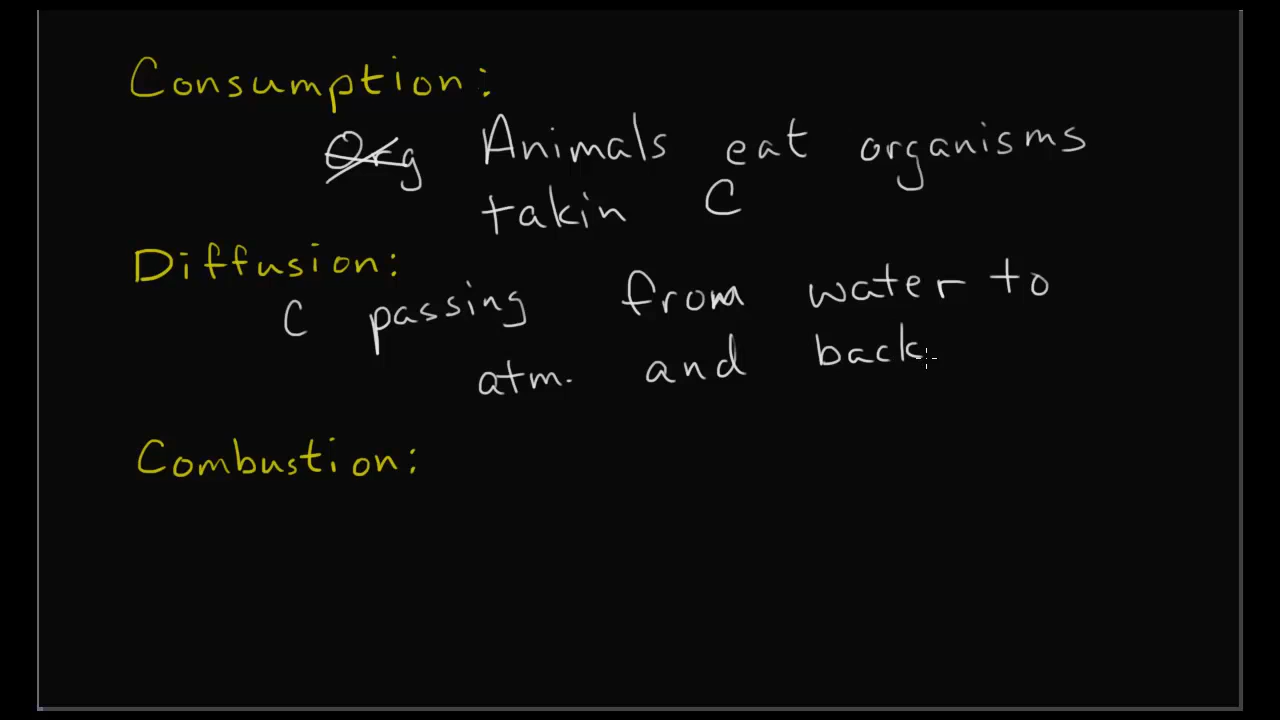 Consumption:
Org Animals eat organisms
takin C
Diffusion:
C passing from water to
atm. and back
Combustion: